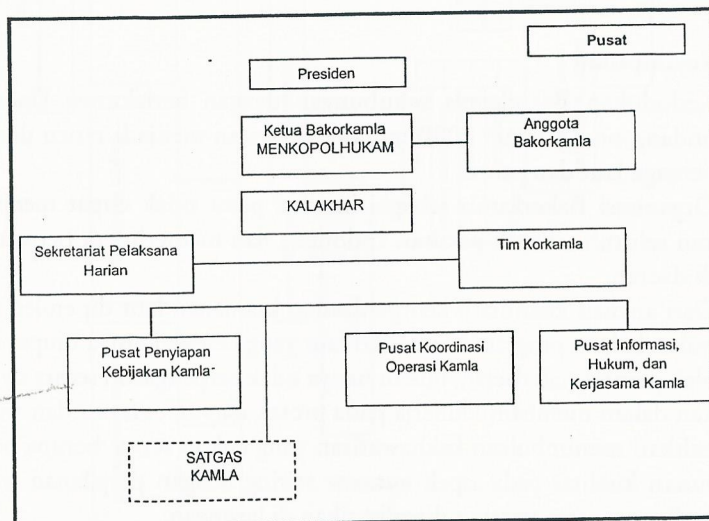 Pusat
Presiden
Ketua Bakorkamla
MENKOPOLHUKAM
Anggota
Bakorkamla
KALAKHAR
Sekretariat Pelaksana
Harian
Tim Korkamla
Pusat Penyiapan
Kebijakan Kamla
Pusat Koordinasi
Operasi Kamla
Pusat Informasi,
Hukum, dan
Kerjasama Kamla
SATGAS
KAMLA